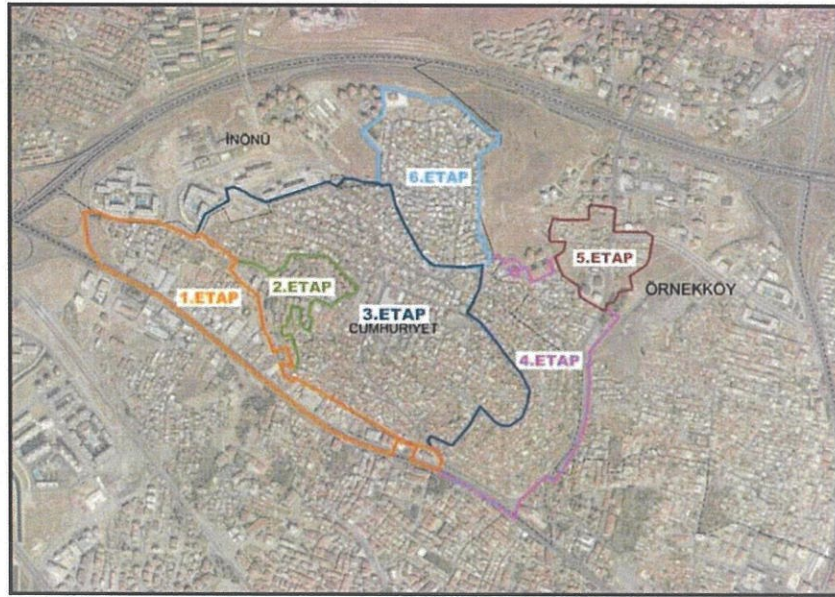 İNÖNÜ
6.ETAP
5.ETAP
2.ETAP
ÖRNEKKÖY
1.ETAP
3.ETAP
CUMHURİYET
4.ETAP